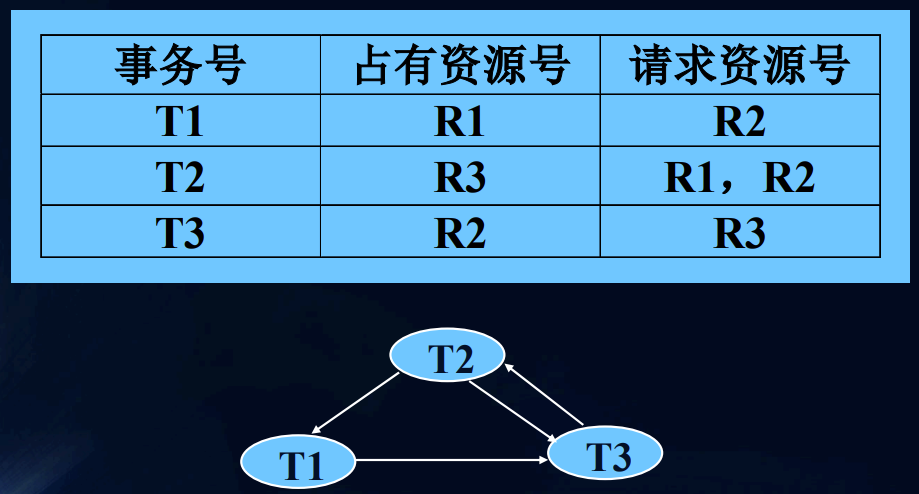 事务号 占有资源号 请求资源号
T1 R1 R2
T2 R3 R1，R2
T3 R2 R3
T2
T1 T3